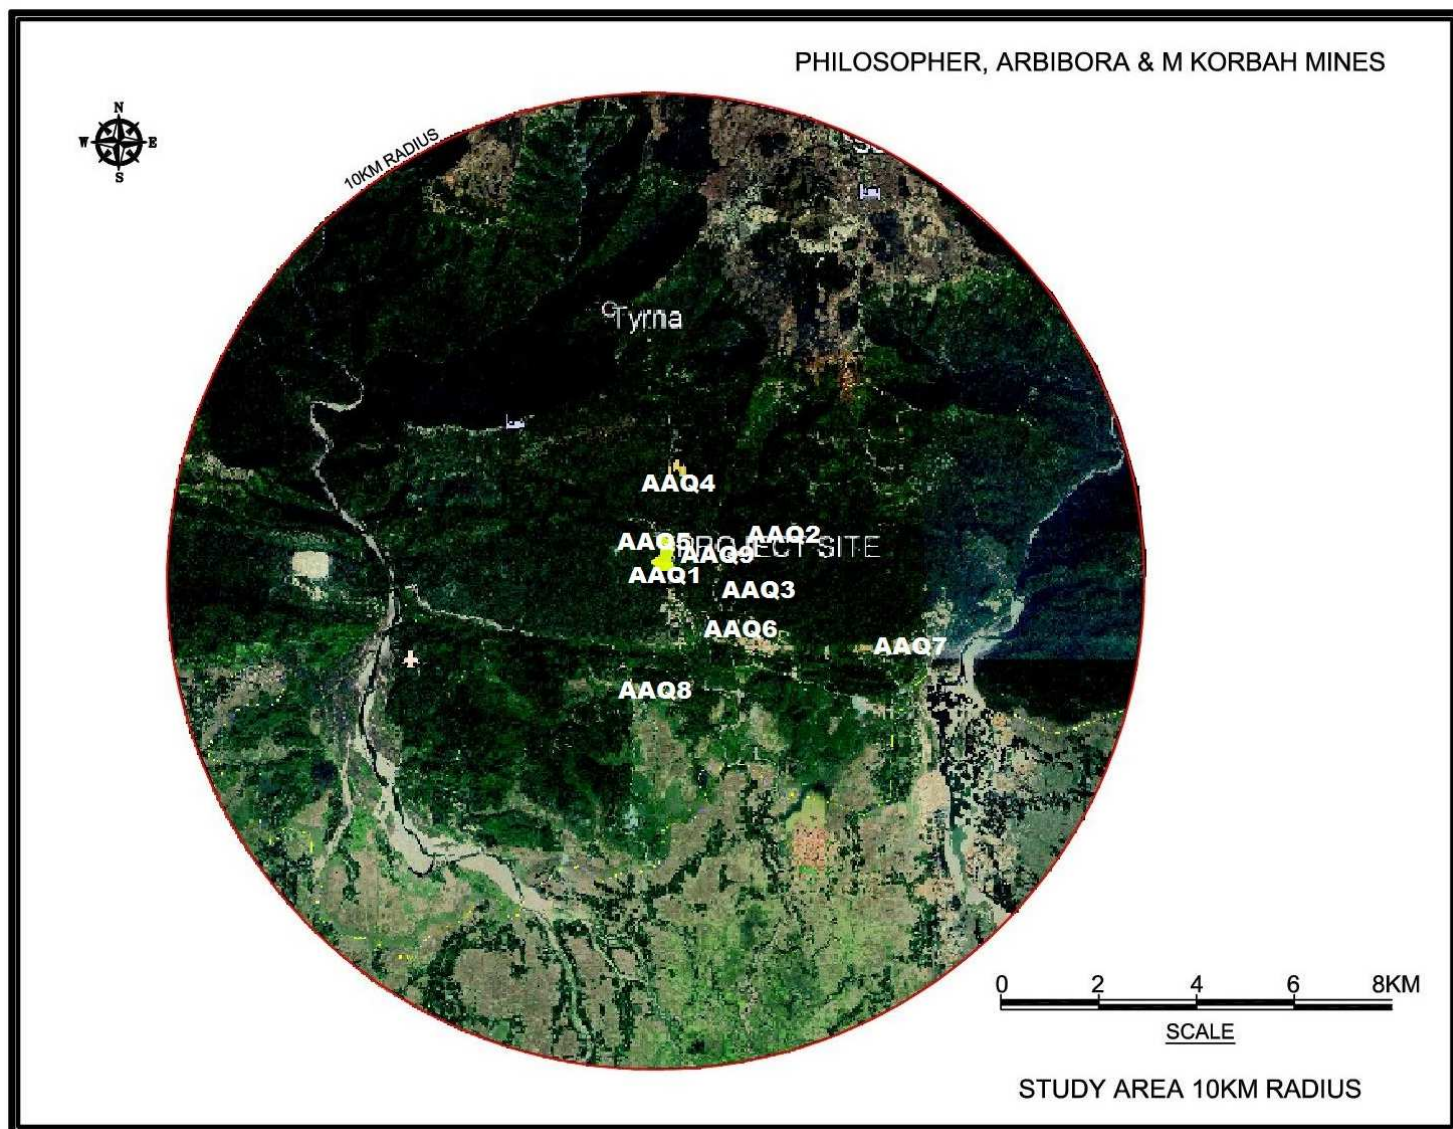 PHILOSOPHER, ARBIBORA & M KORBAH MINES
N
W E
S
10KM RADIUS
Tyrna
AAQ4
AAQ2
AAQ5
PROJECT SITE
AAQ9
AAQ1
AAQ3
AAQ6
AAQ7
AAQ8
0 2 4 6 8KM
SCALE
STUDY AREA 10KM RADIUS